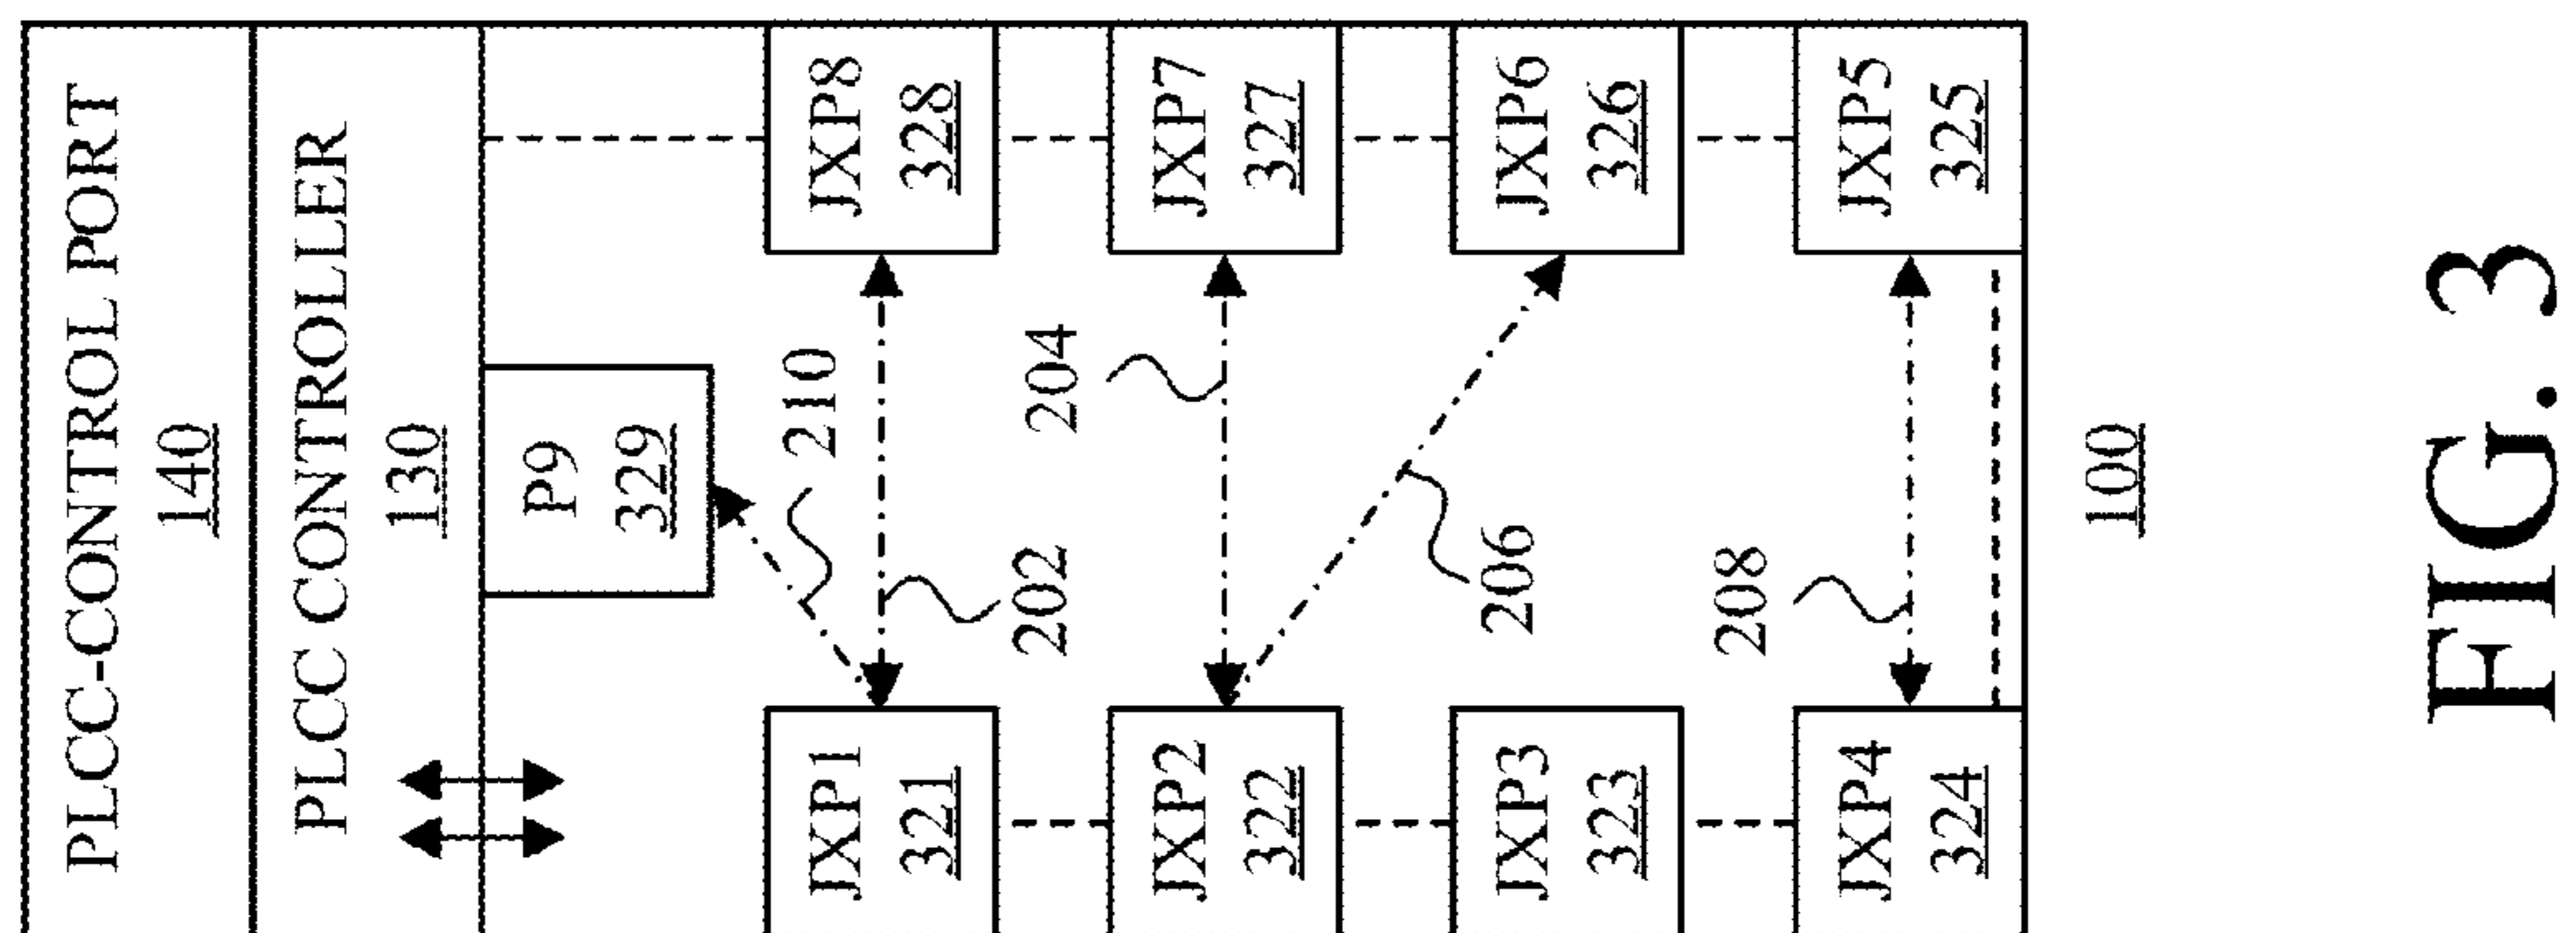 PLCC-CONTROL PORT
140
PLCC CONTROLLER
130
P9
329
210
JXP1
321
JXP8
328
202
204
JXP2
322
JXP7
327
206
JXP3
323
JXP6
326
208
JXP4
324
JXP5
325
100
FIG. 3